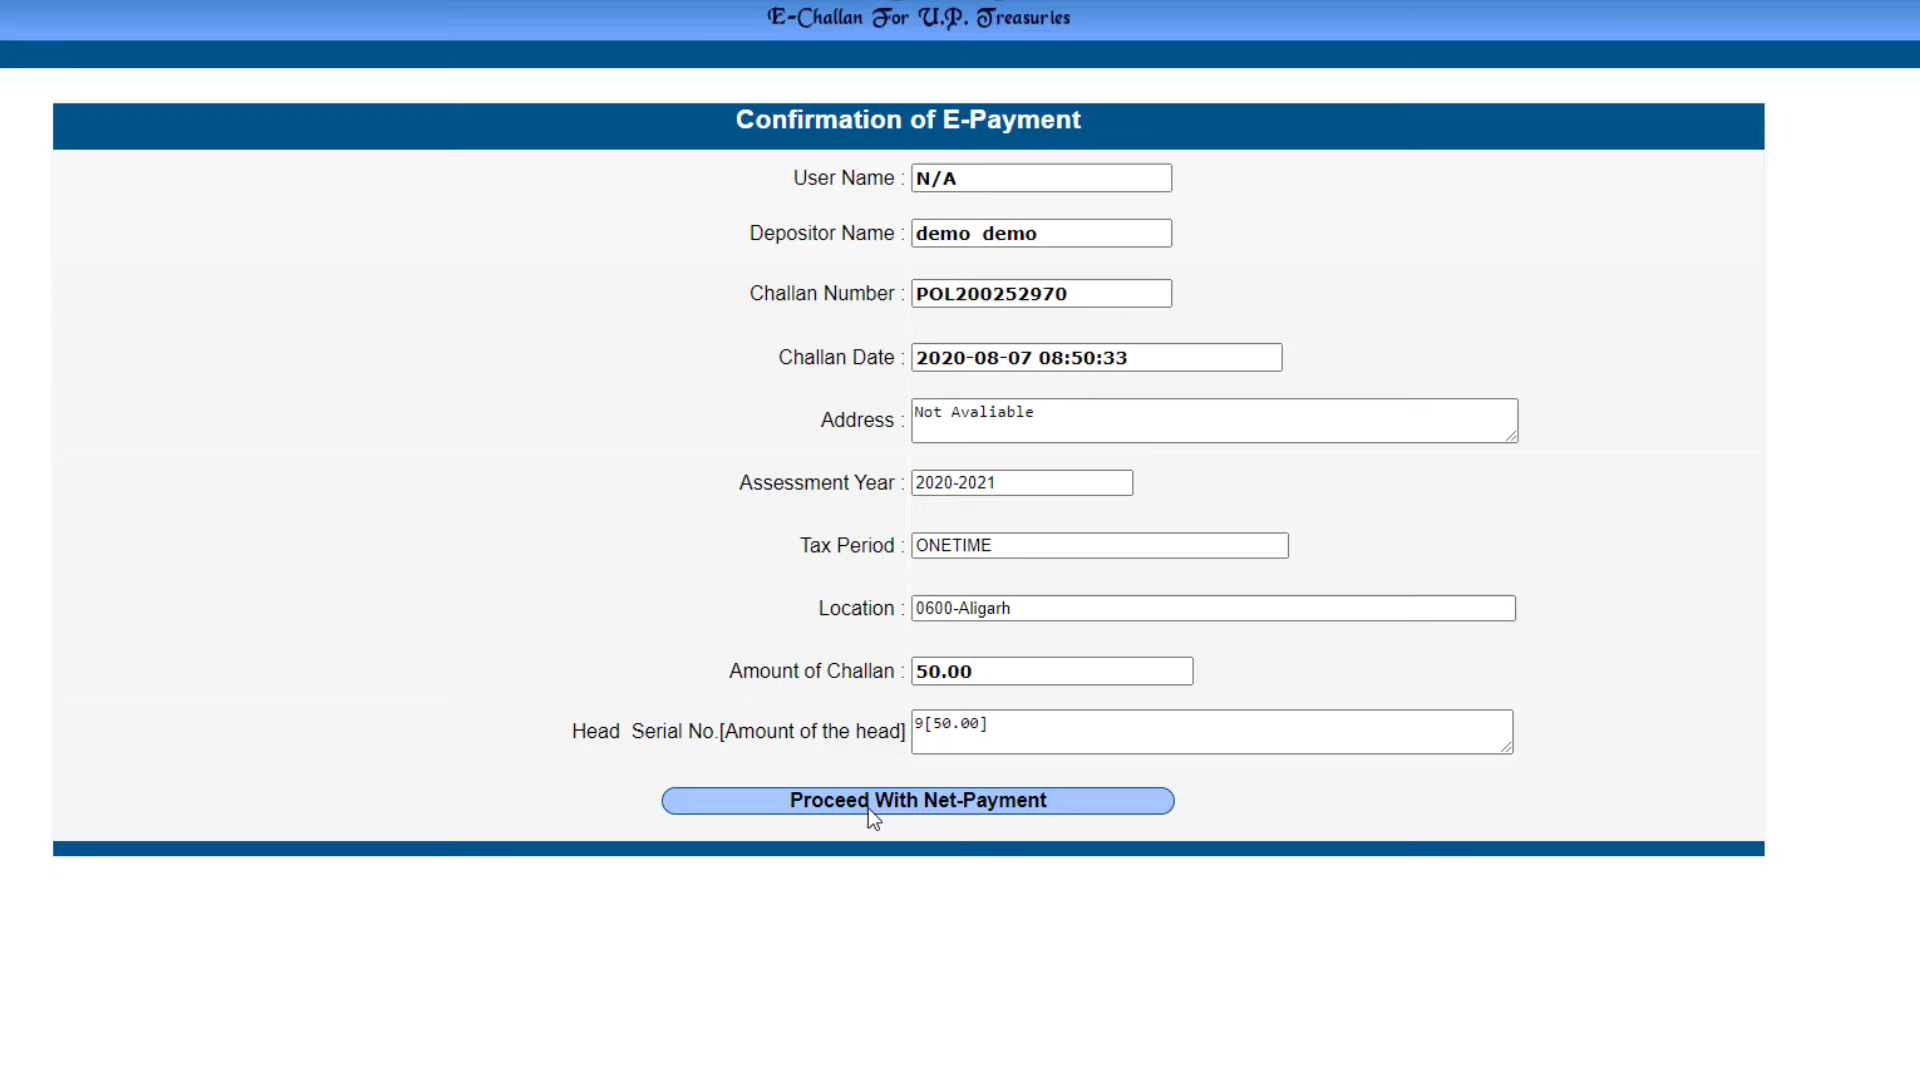 E-Challan For U.P. Treasuries
Confirmation of E-Payment
User Name : N/A
Depositor Name : demo  demo
Challan Number : POL200252970
Challan Date : 2020-08-07 08:50:33
Address : Not Avaliable
Assessment Year : 2020-2021
Tax Period : ONETIME
Location : 0600-Aligarh
Amount of Challan : 50.00
Head  Serial No.[Amount of the head] 9[50.00]
Proceed With Net-Payment